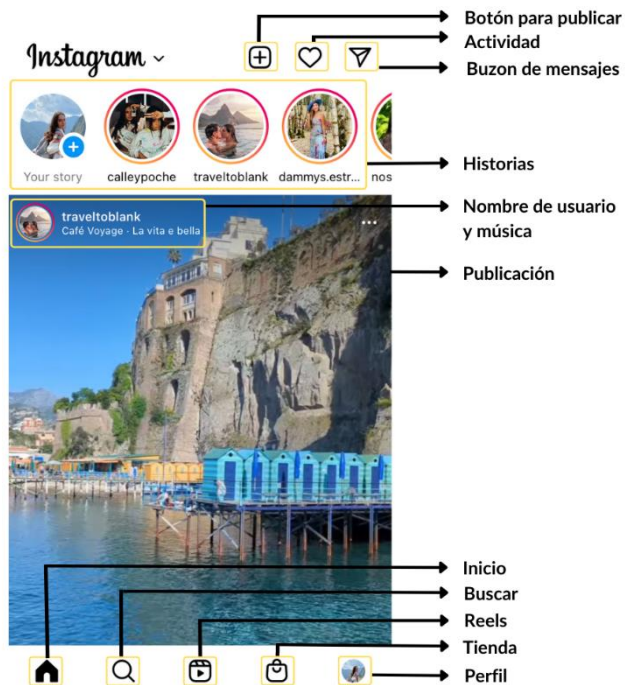 Instagram
Botón para publicar
Actividad
Buzon de mensajes
Your story
calleypoche
traveltoblank
dammys.estr...
nos
Historias
traveltoblank
Café Voyage · La vita e bella
Nombre de usuario
y música
Publicación
Inicio
Buscar
Reels
Tienda
Perfil